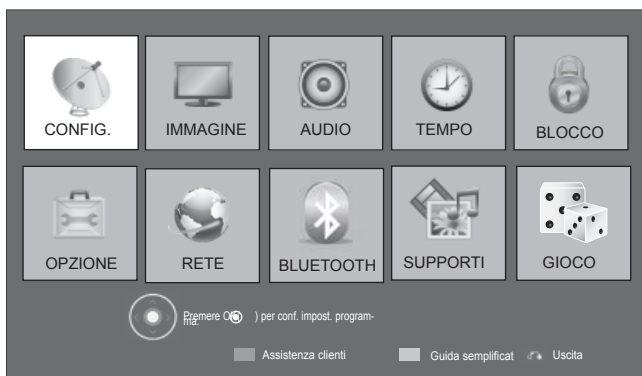 CONFIG. IMMAGINE AUDIO TEMPO BLOCCO
OPZIONE RETE BLUETOOTH SUPPORTI GIOCO
Premere O ) per conf. impost. program-
ma.
Assistenza clienti Guida semplificat Uscita